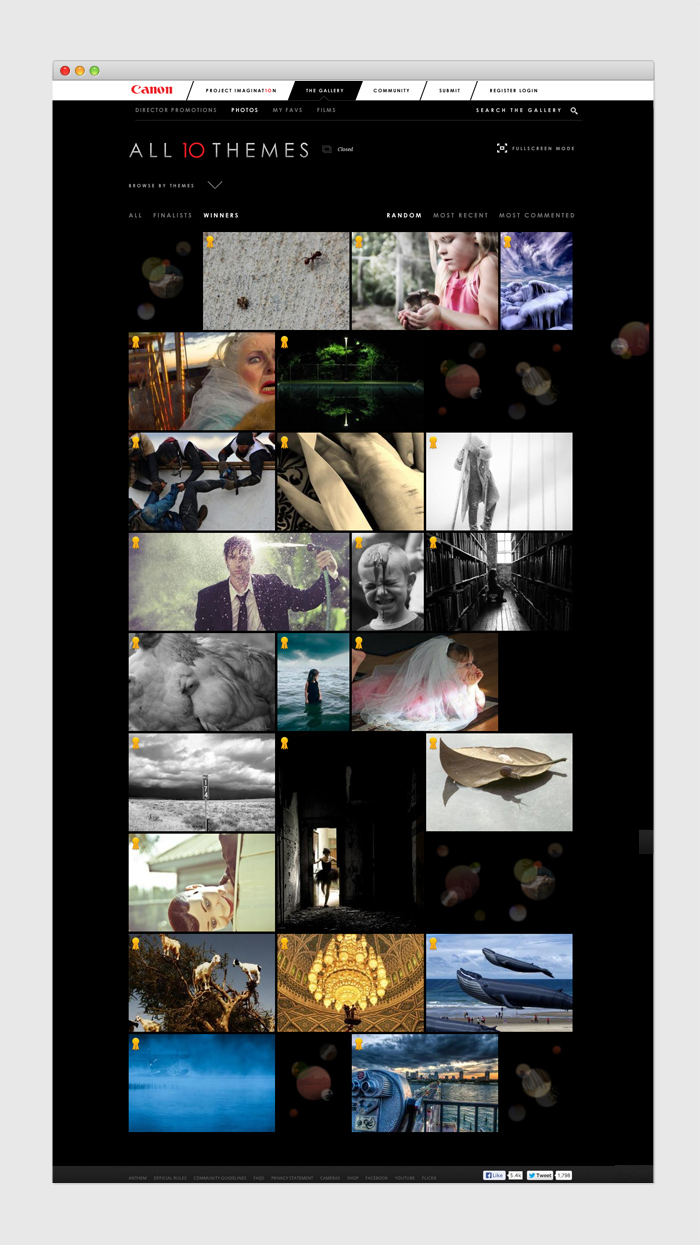 Canon PROJECT IMAGINAT10N THE GALLERY COMMUNITY SUBMIT REGISTER LOGIN
DIRECTOR PROMOTIONS PHOTOS MY FAVS FILMS SEARCH THE GALLERY
ALL 10 THEMES Closed FULLSCREEN MODE
BROWSE BY THEMES
ALL FINALISTS WINNERS RANDOM MOST RECENT MOST COMMENTED
174
ANTHEM OFFICIAL RULES COMMUNITY GUIDELINES FAQS PRIVACY STATEMENT CAMERAS SHOP FACEBOOK YOUTUBE FLICKR Like 5.4k Tweet 1,798